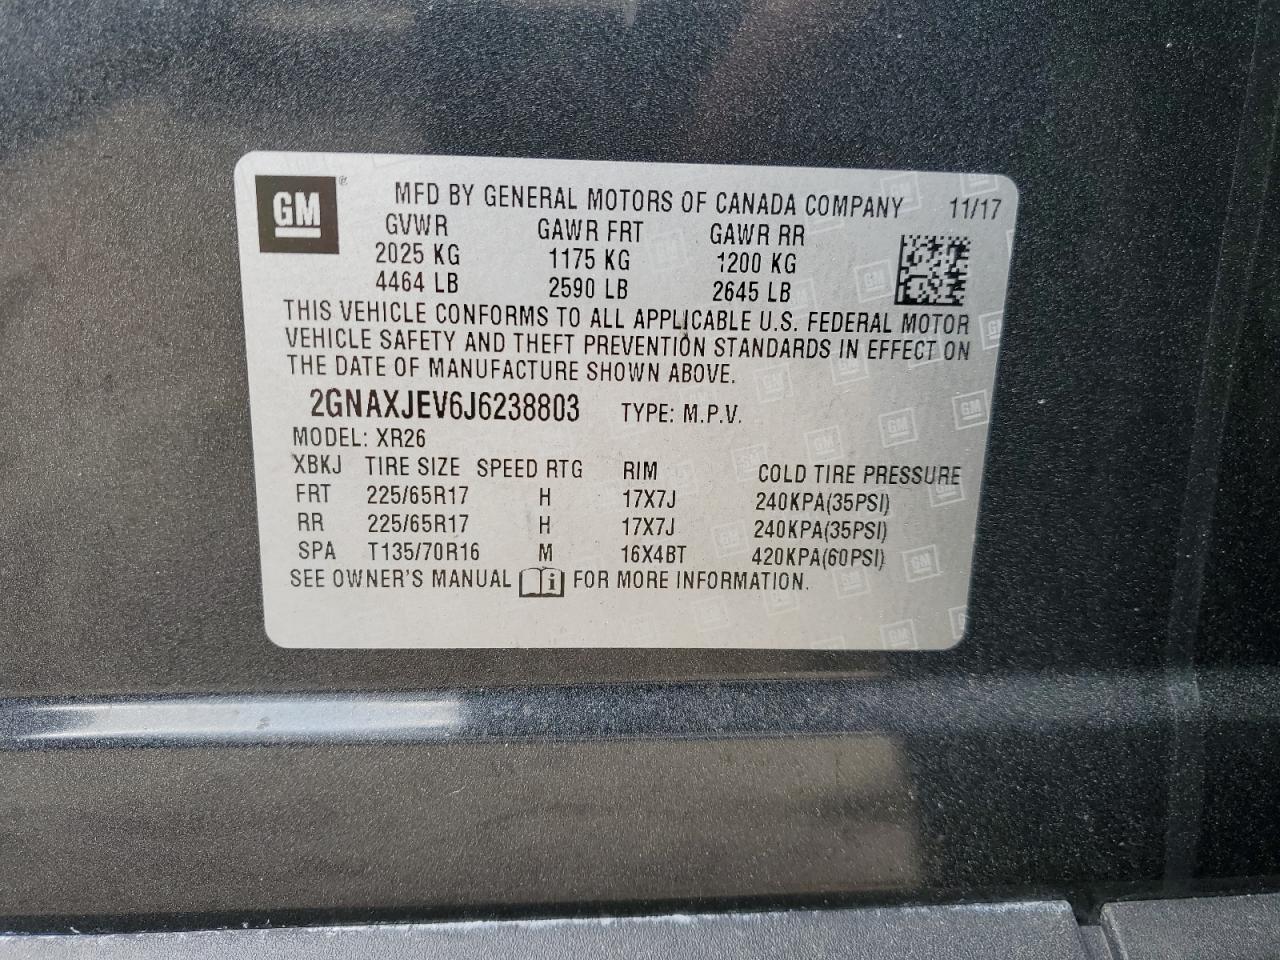 GM ® MFD BY GENERAL MOTORS OF CANADA COMPANY 11/17
GVWR GAWR FRT GAWR RR
2025 KG 1175 KG 1200 KG
4464 LB 2590 LB 2645 LB
THIS VEHICLE CONFORMS TO ALL APPLICABLE U.S. FEDERAL MOTOR
VEHICLE SAFETY AND THEFT PREVENTION STANDARDS IN EFFECT ON
THE DATE OF MANUFACTURE SHOWN ABOVE.
2GNAXJEV6J6238803 TYPE: M.P.V.
MODEL: XR26
XBKJ TIRE SIZE SPEED RTG RIM COLD TIRE PRESSURE
FRT 225/65R17 H 17X7J 240KPA(35PSI)
RR 225/65R17 H 17X7J 240KPA(35PSI)
SPA T135/70R16 M 16X4BT 420KPA(60PSI)
SEE OWNER'S MANUAL i FOR MORE INFORMATION.